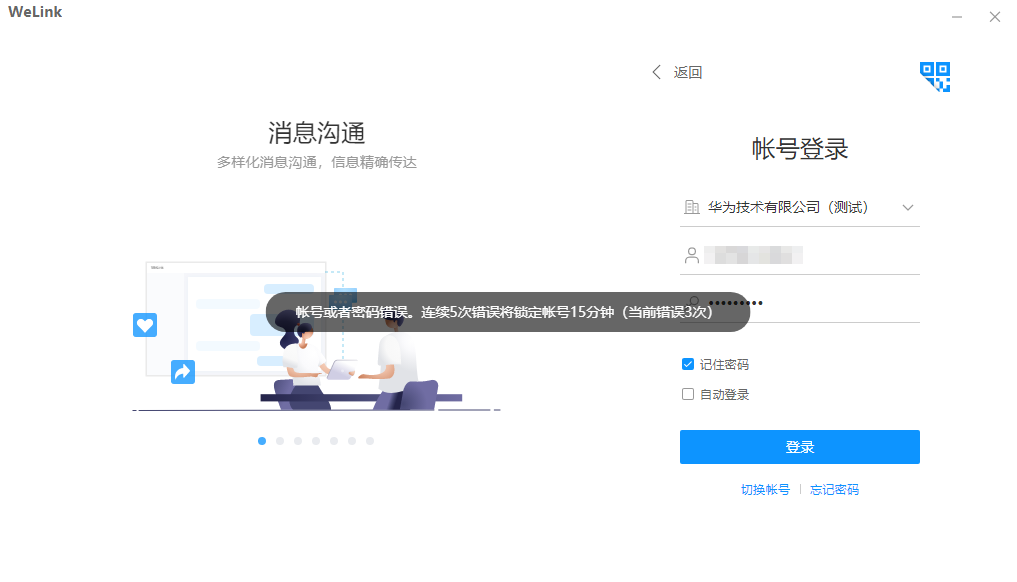 WeLink
返回
消息沟通
多样化消息沟通，信息精确传达
帐号登录
华为技术有限公司（测试）
帐号或者密码错误。连续5次错误将锁定帐号15分钟（当前错误3次）
记住密码
自动登录
登录
切换帐号 | 忘记密码